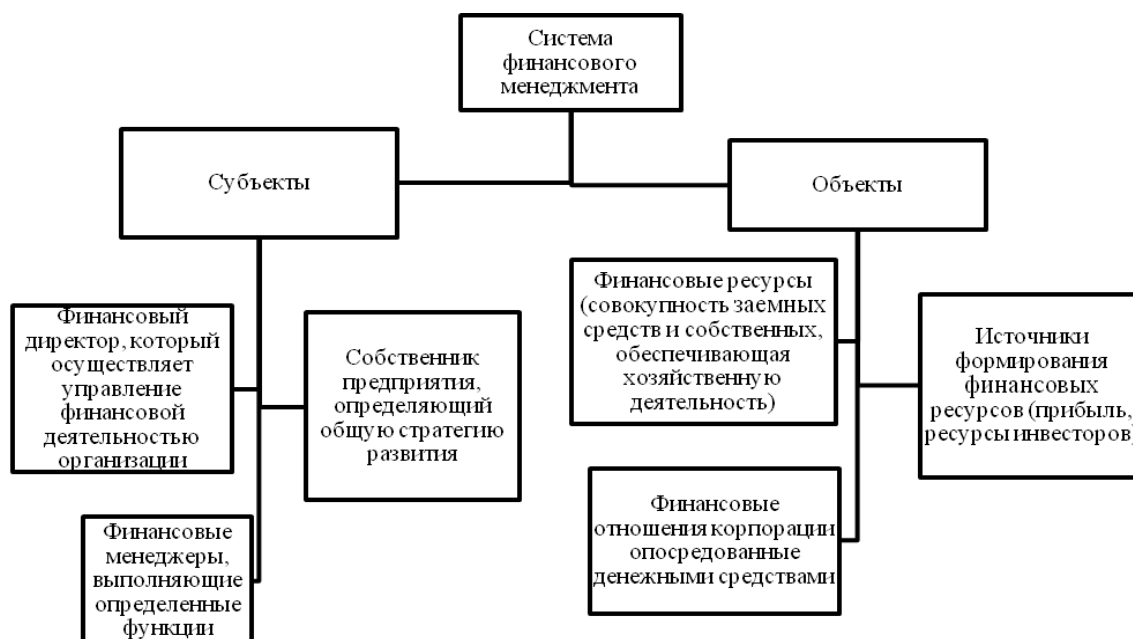 Система
финансового
менеджмента
Субъекты
Объекты
Финансовый
директор, который
осуществляет
управление
финансовой
деятельностью
организации
Собственник
предприятия,
определяющий
общую стратегию
развития
Финансовые
менеджеры,
выполняющие
определенные
функции
Финансовые ресурсы
(совокупность заемных
средств и собственных,
обеспечивающая
хозяйственную
деятельность)
Источники
формирования
финансовых
ресурсов (прибыль,
ресурсы инвесторов)
Финансовые
отношения корпорации
опосредованные
денежными средствами